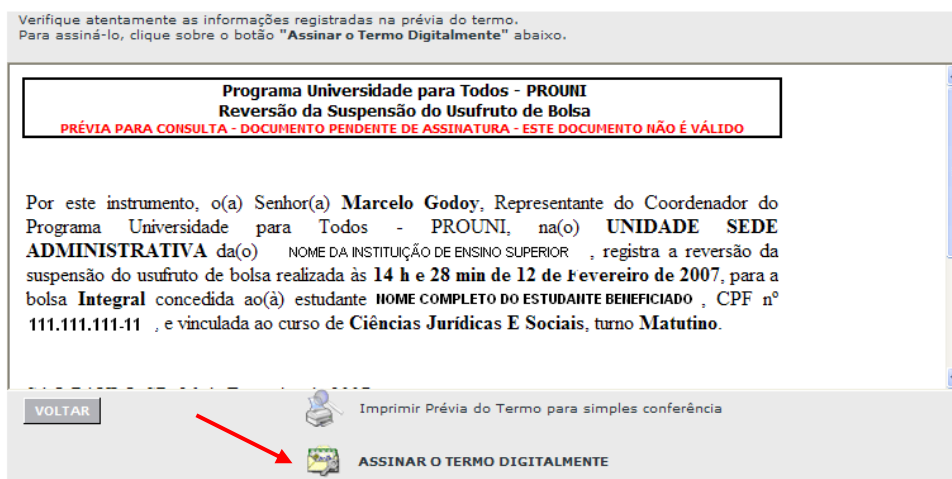 Verifique atentamente as informações registradas na prévia do termo.
Para assiná-lo, clique sobre o botão "Assinar o Termo Digitalmente" abaixo.
Programa Universidade para Todos - PROUNI
Reversão da Suspensão do Usufruto de Bolsa
PRÉVIA PARA CONSULTA - DOCUMENTO PENDENTE DE ASSINATURA - ESTE DOCUMENTO NÃO É VÁLIDO
Por este instrumento, o(a) Senhor(a) Marcelo Godoy, Representante do Coordenador do
Programa Universidade para Todos - PROUNI, na(o) UNIDADE SEDE
ADMINISTRATIVA da(o) NOME DA INSTITUIÇÃO DE ENSINO SUPERIOR , registra a reversão da
suspensão do usufruto de bolsa realizada às 14 h e 28 min de 12 de Fevereiro de 2007, para a
bolsa Integral concedida ao(à) estudante NOME COMPLETO DO ESTUDANTE BENEFICIADO , CPF nº
111.111.111-11 , e vinculada ao curso de Ciências Jurídicas E Sociais, turno Matutino.
VOLTAR
Imprimir Prévia do Termo para simples conferência
ASSINAR O TERMO DIGITALMENTE